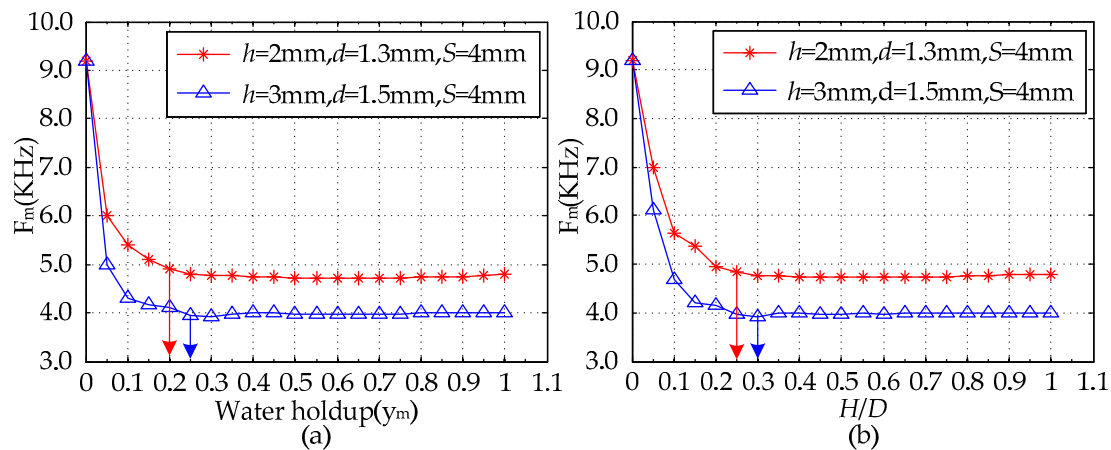 10.0
9.0
8.0
7.0
6.0
5.0
4.0
3.0
Fm(KHz)
h=2mm,d=1.3mm,S=4mm
h=3mm,d=1.5mm,S=4mm
0 0.1 0.2 0.3 0.4 0.5 0.6 0.7 0.8 0.9 1 1.1
Water holdup(ym)
(a)
10.0
9.0
8.0
7.0
6.0
5.0
4.0
3.0
Fm(KHz)
h=2mm,d=1.3mm,S=4mm
h=3mm,d=1.5mm,S=4mm
0 0.1 0.2 0.3 0.4 0.5 0.6 0.7 0.8 0.9 1 1.1
H/D
(b)